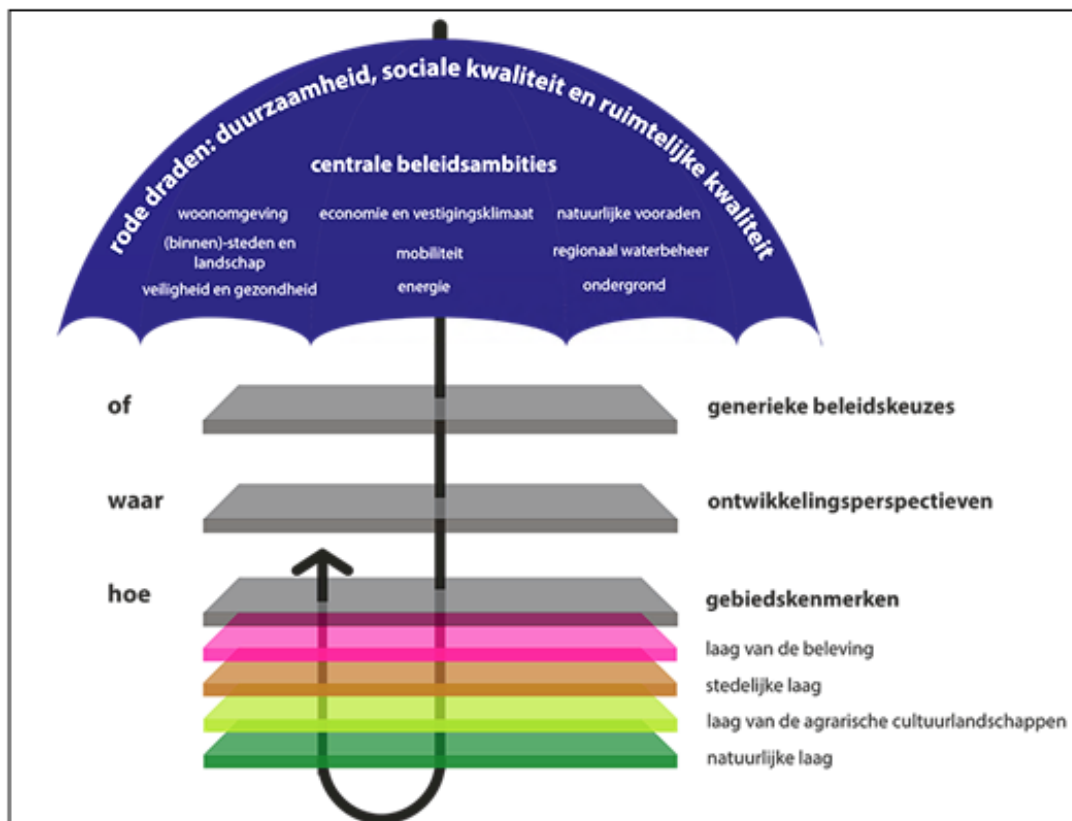 rode draden: duurzaamheid, sociale kwaliteit en ruimtelijke kwaliteit
centrale beleidsambities
woonomgeving
(binnen)-steden en
landschap
veiligheid en gezondheid
economie en vestigingsklimaat
mobiliteit
energie
natuurlijke vooraden
regionaal waterbeheer
ondergrond
of
generieke beleidskeuzes
waar
ontwikkelingsperspectieven
hoe
gebiedskenmerken
laag van de beleving
stedelijke laag
laag van de agrarische cultuurlandschappen
natuurlijke laag